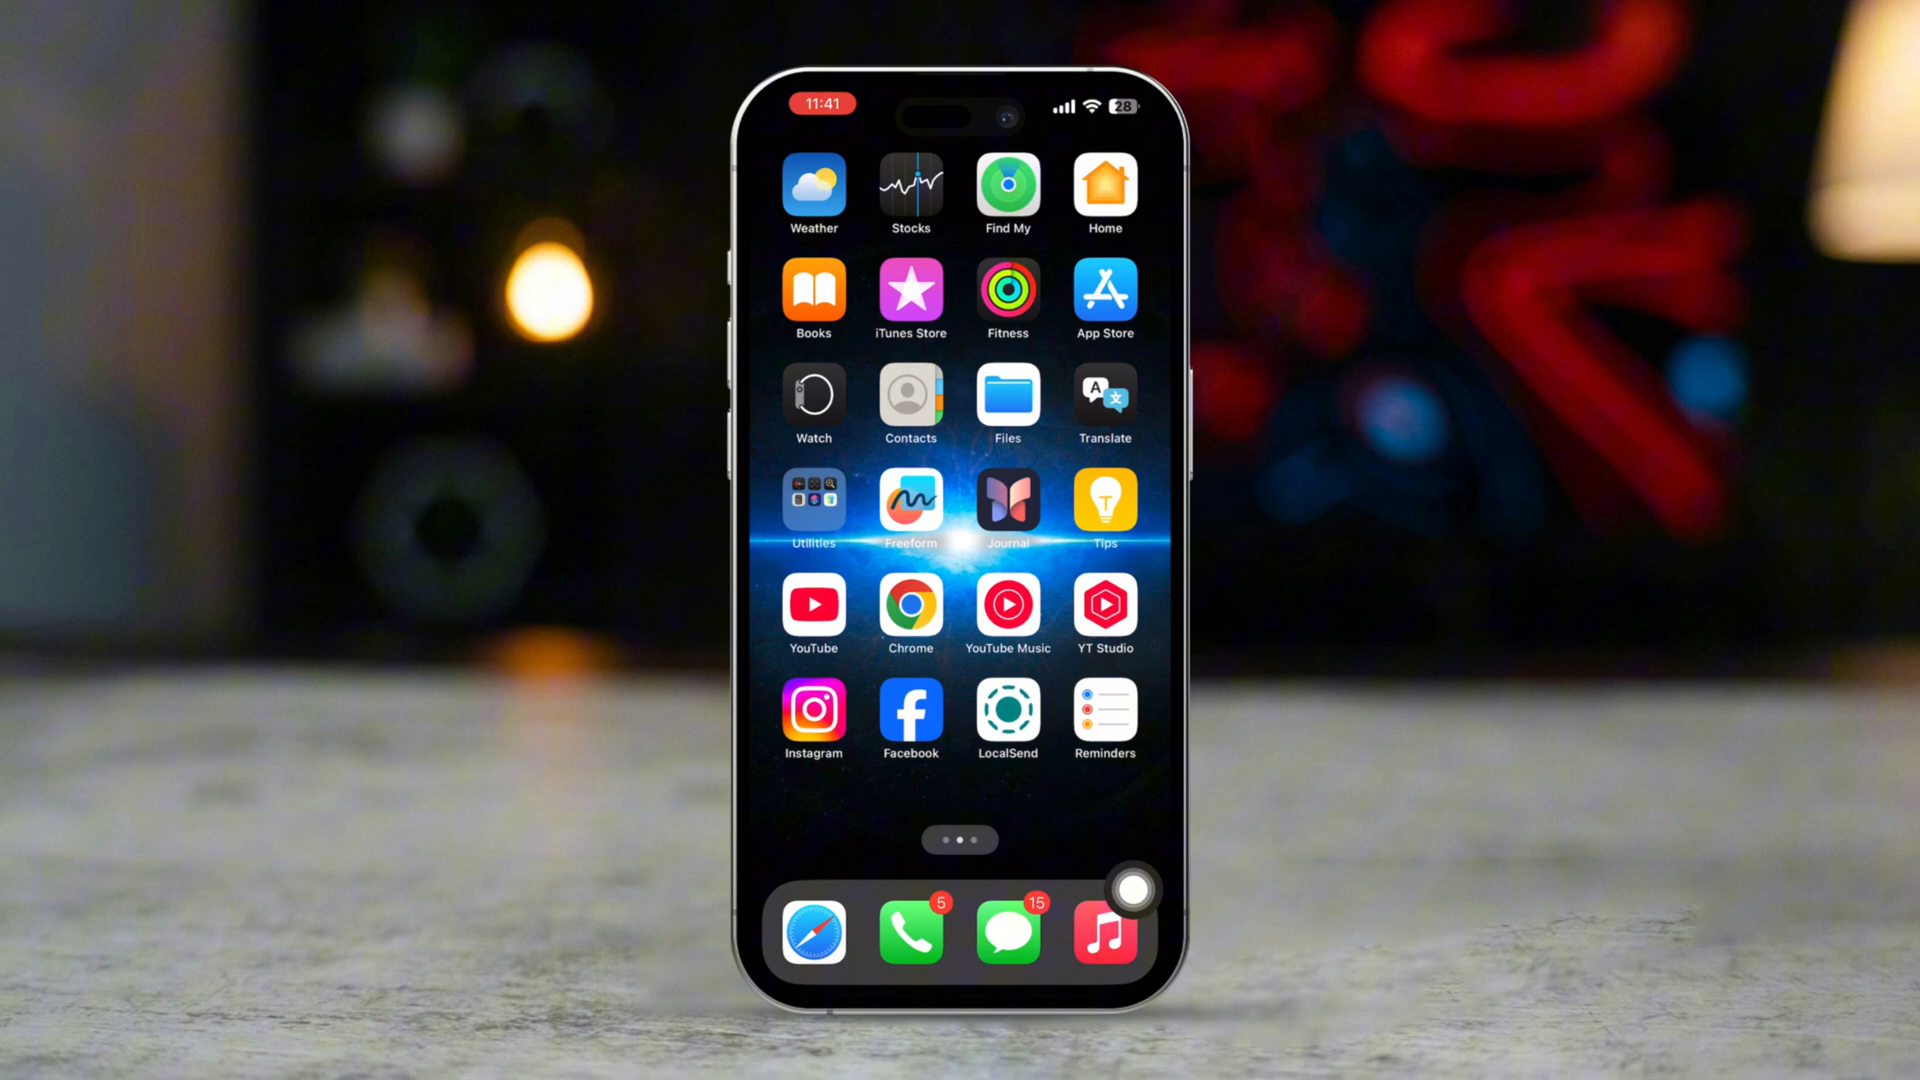 11:41 28
Weather Stocks Find My Home
Books iTunes Store Fitness App Store
A 文
Watch Contacts Files Translate
T
Utilities Freeform Journal Tips
YouTube Chrome YouTube Music YT Studio
Instagram Facebook LocalSend Reminders
5 15